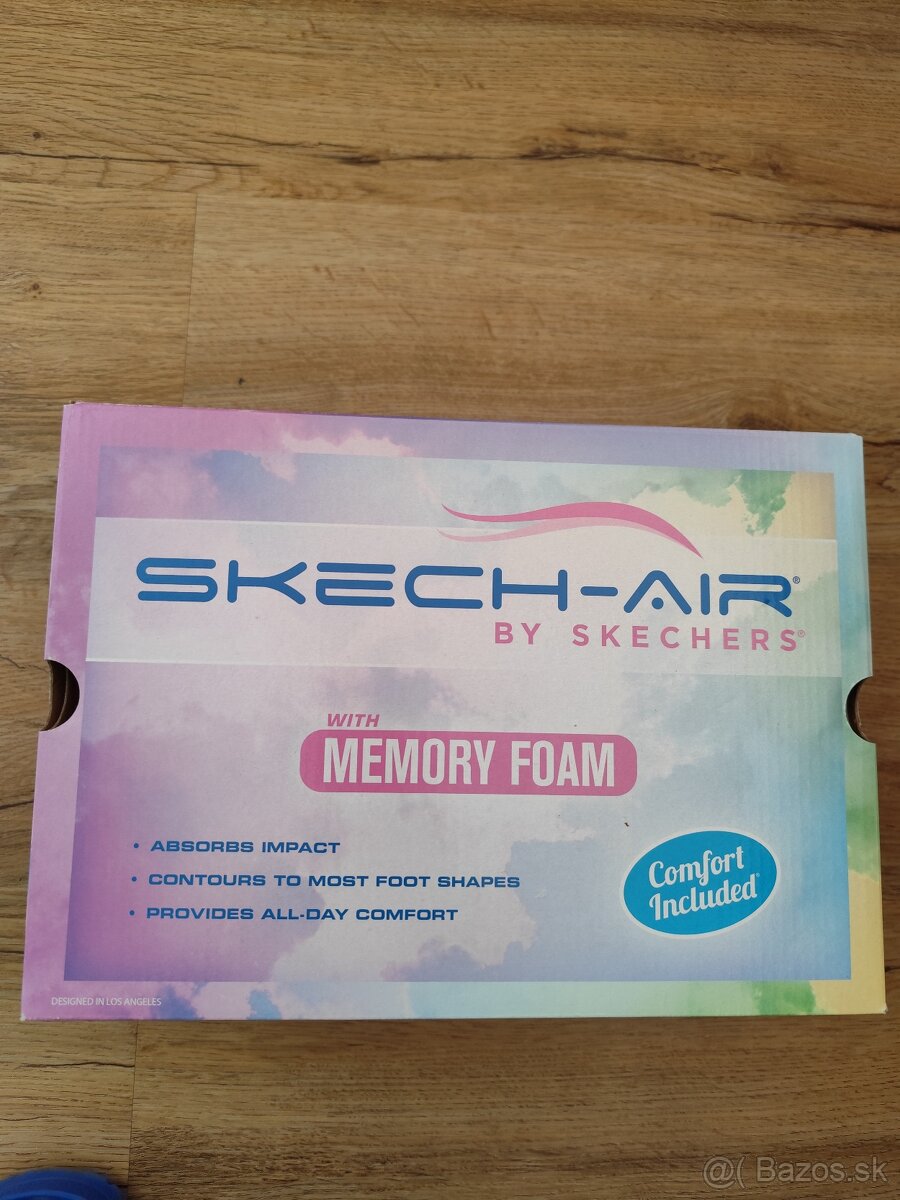 SKECH-AIR®
BY SKECHERS®
WITH
MEMORY FOAM
• ABSORBS IMPACT
• CONTOURS TO MOST FOOT SHAPES
• PROVIDES ALL-DAY COMFORT
Comfort
Included®
DESIGNED IN LOS ANGELES
@( Bazos.sk